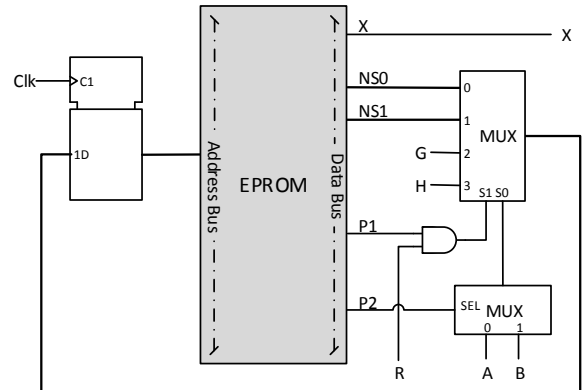 X
X
Clk
C1
NS0
0
NS1
1
MUX
1D
Address Bus
EPROM
Data Bus
G
2
H
3
S1 S0
P1
P2
SEL
MUX
0
1
R
A
B